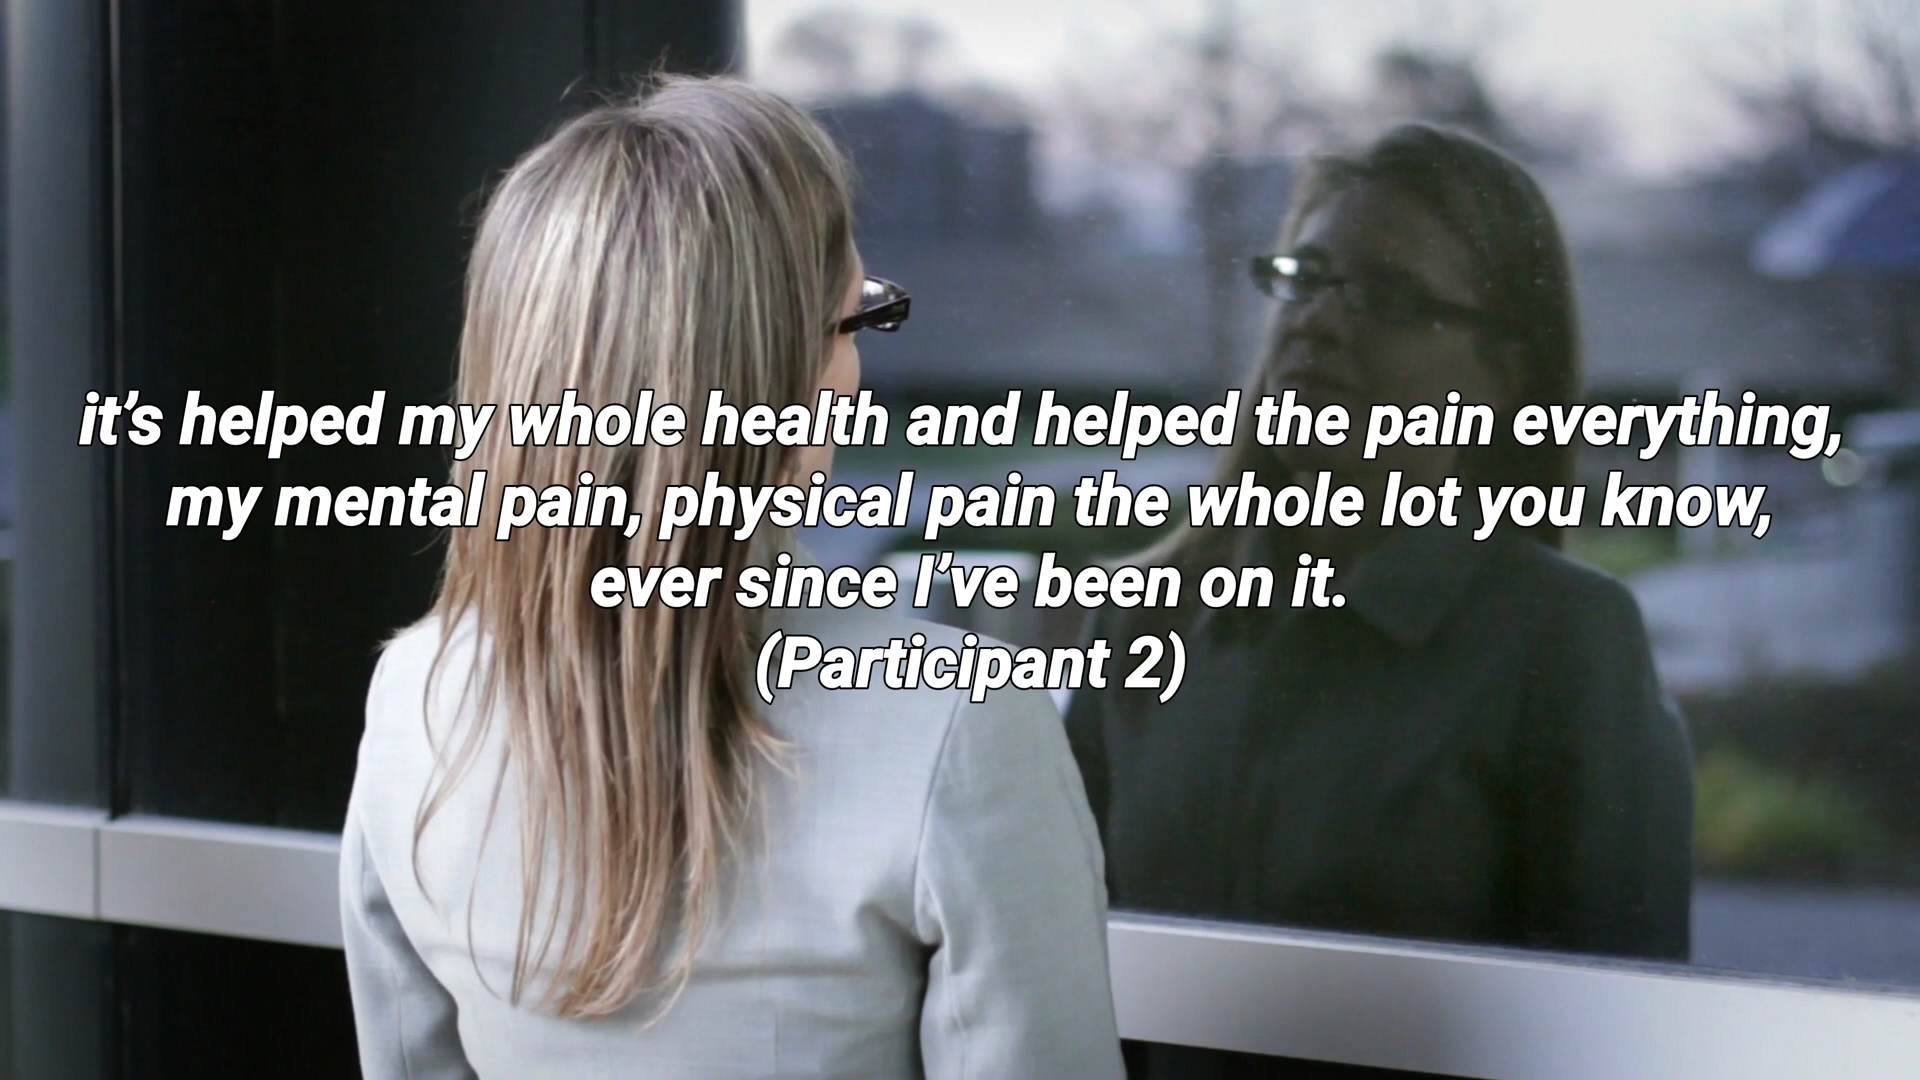 it’s helped my whole health and helped the pain everything,
my mental pain, physical pain the whole lot you know,
ever since I’ve been on it.
(Participant 2)